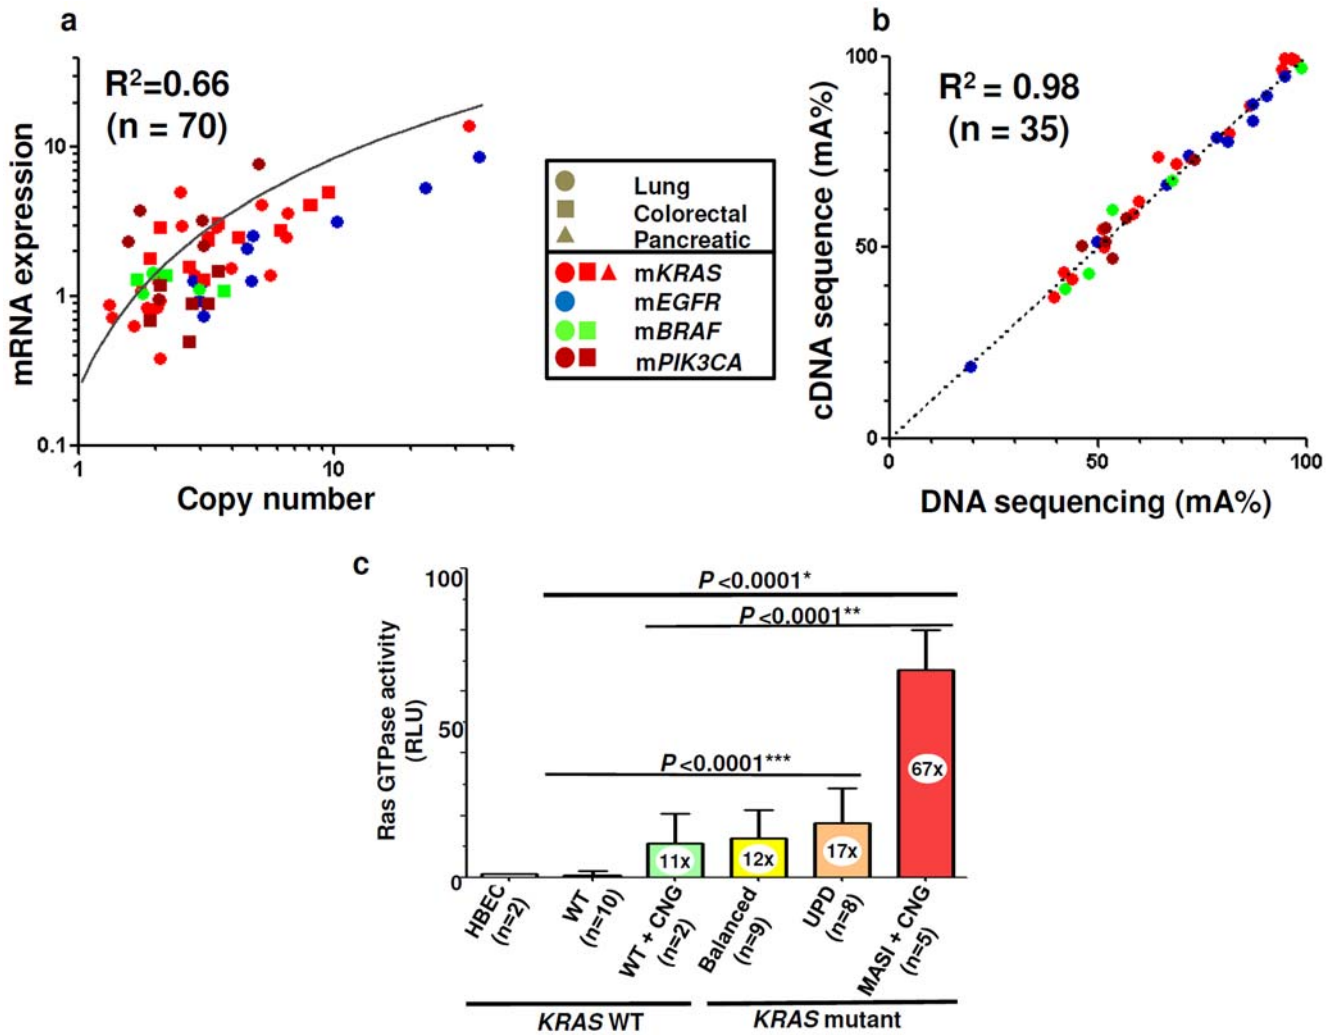 a
R²=0.66
(n = 70)
mRNA expression
10
1
0.1
1
10
Copy number
Lung
Colorectal
Pancreatic
mKRAS
mEGFR
mBRAF
mPIK3CA
b
R² = 0.98
(n = 35)
cDNA sequence (mA%)
100
50
0
0
50
100
DNA sequencing (mA%)
c
P <0.0001*
P <0.0001**
P <0.0001***
Ras GTPase activity
(RLU)
100
50
0
11x
12x
17x
67x
HBEC
(n=2)
WT
(n=10)
WT + CNG
(n=2)
Balanced
(n=9)
UPD
(n=8)
MASI + CNG
(n=5)
KRAS WT
KRAS mutant